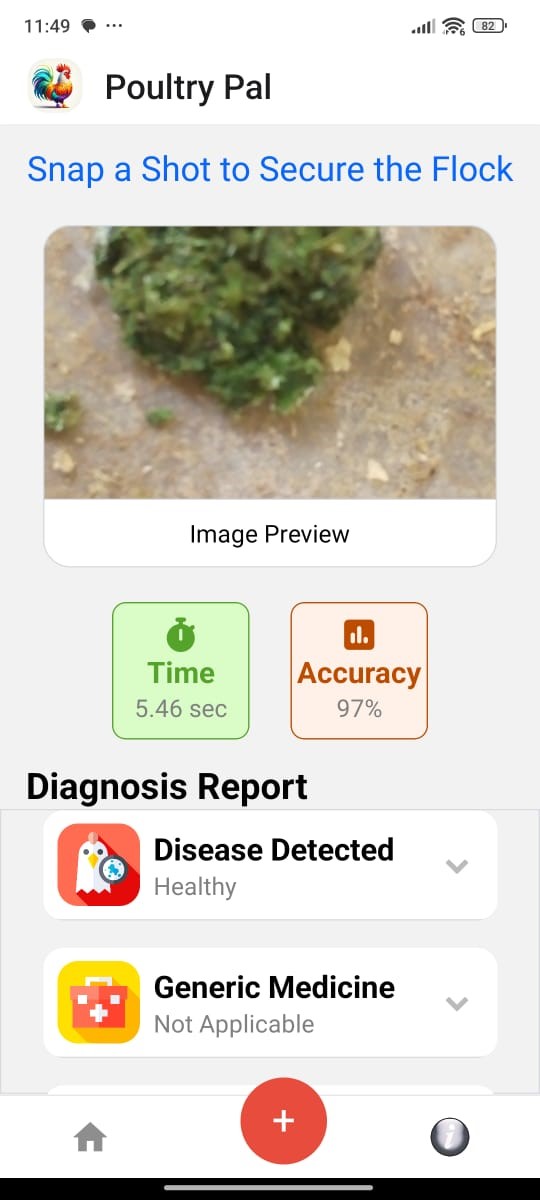 11:49
82
Poultry Pal
Snap a Shot to Secure the Flock
Image Preview
Time
5.46 sec
Accuracy
97%
Diagnosis Report
Disease Detected
Healthy
Generic Medicine
Not Applicable